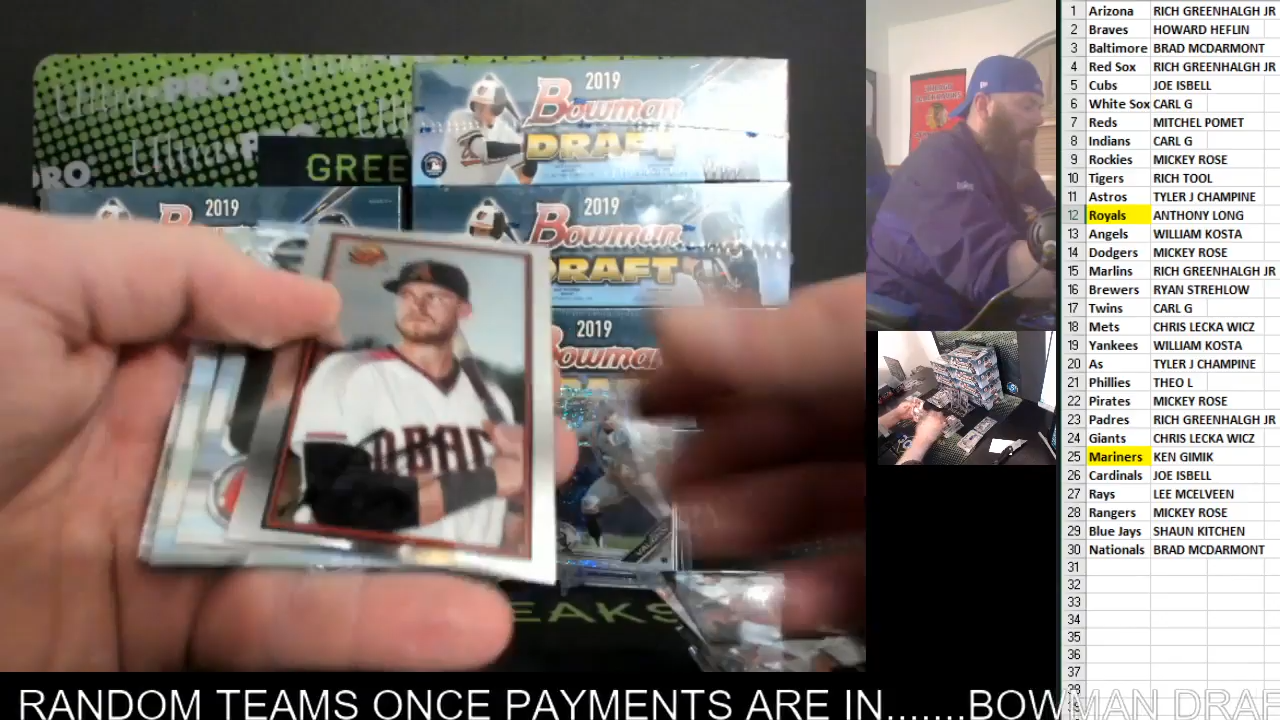 2019
Bowman
DRAFT
PRO
GREE
PRO
2019
2019
Bowman
DRAFT
2019
Bowman
EAKS
1 Arizona RICH GREENHALGH JR
2 Braves HOWARD HEFLIN
3 Baltimore BRAD MCDARMONT
4 Red Sox RICH GREENHALGH JR
5 Cubs JOE ISBELL
6 White Sox CARL G
7 Reds MITCHEL POMET
8 Indians CARL G
9 Rockies MICKEY ROSE
10 Tigers RICH TOOL
11 Astros TYLER J CHAMPINE
12 Royals ANTHONY LONG
13 Angels WILLIAM KOSTA
14 Dodgers MICKEY ROSE
15 Marlins RICH GREENHALGH JR
16 Brewers RYAN STREHLOW
17 Twins CARL G
18 Mets CHRIS LECKA WICZ
19 Yankees WILLIAM KOSTA
20 As TYLER J CHAMPINE
21 Phillies THEO L
22 Pirates MICKEY ROSE
23 Padres RICH GREENHALGH JR
24 Giants CHRIS LECKA WICZ
25 Mariners KEN GIMIK
26 Cardinals JOE ISBELL
27 Rays LEE MCELVEEN
28 Rangers MICKEY ROSE
29 Blue Jays SHAUN KITCHEN
30 Nationals BRAD MCDARMONT
31
32
33
34
35
36
37
RANDOM TEAMS ONCE PAYMENTS ARE IN.......BOWMAN DRAF